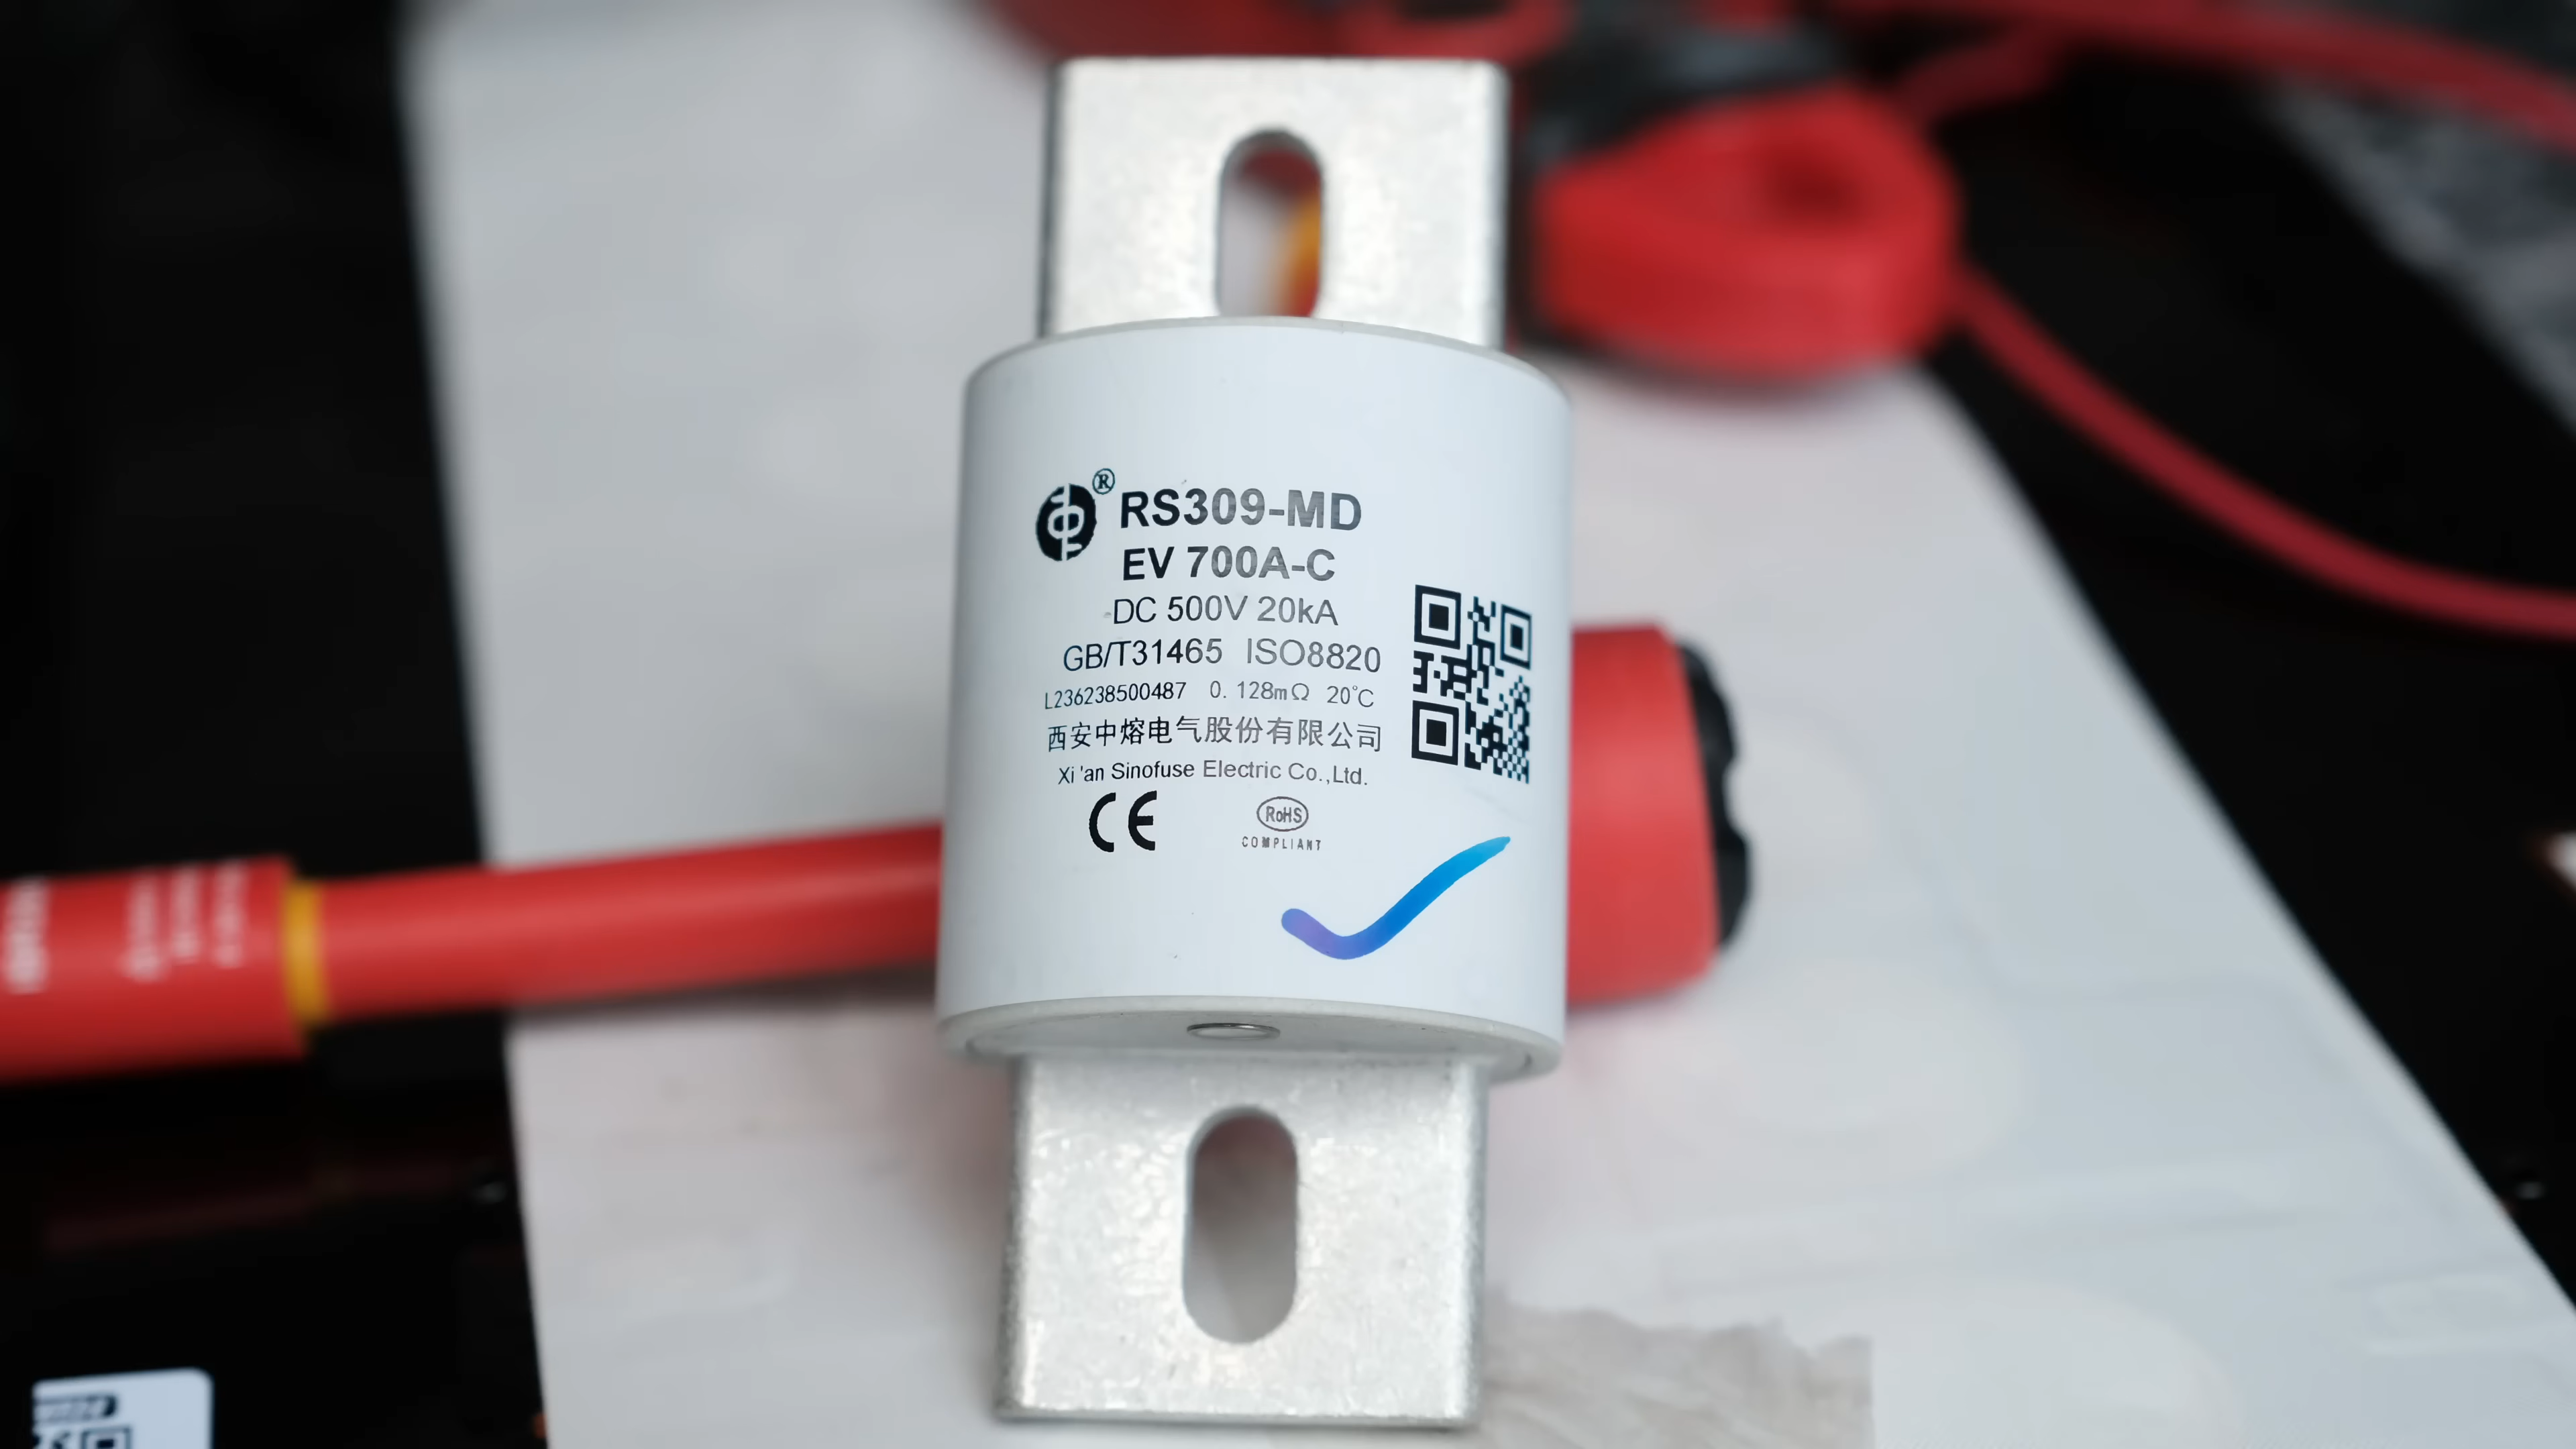 ® RS309-MD
EV 700A-C
DC 500V 20kA
GB/T31465 ISO8820
L236238500487 0.128mΩ 20℃
西安中熔电气股份有限公司
Xi'an Sinofuse Electric Co.,Ltd.
CE RoHS
COMPLIANT